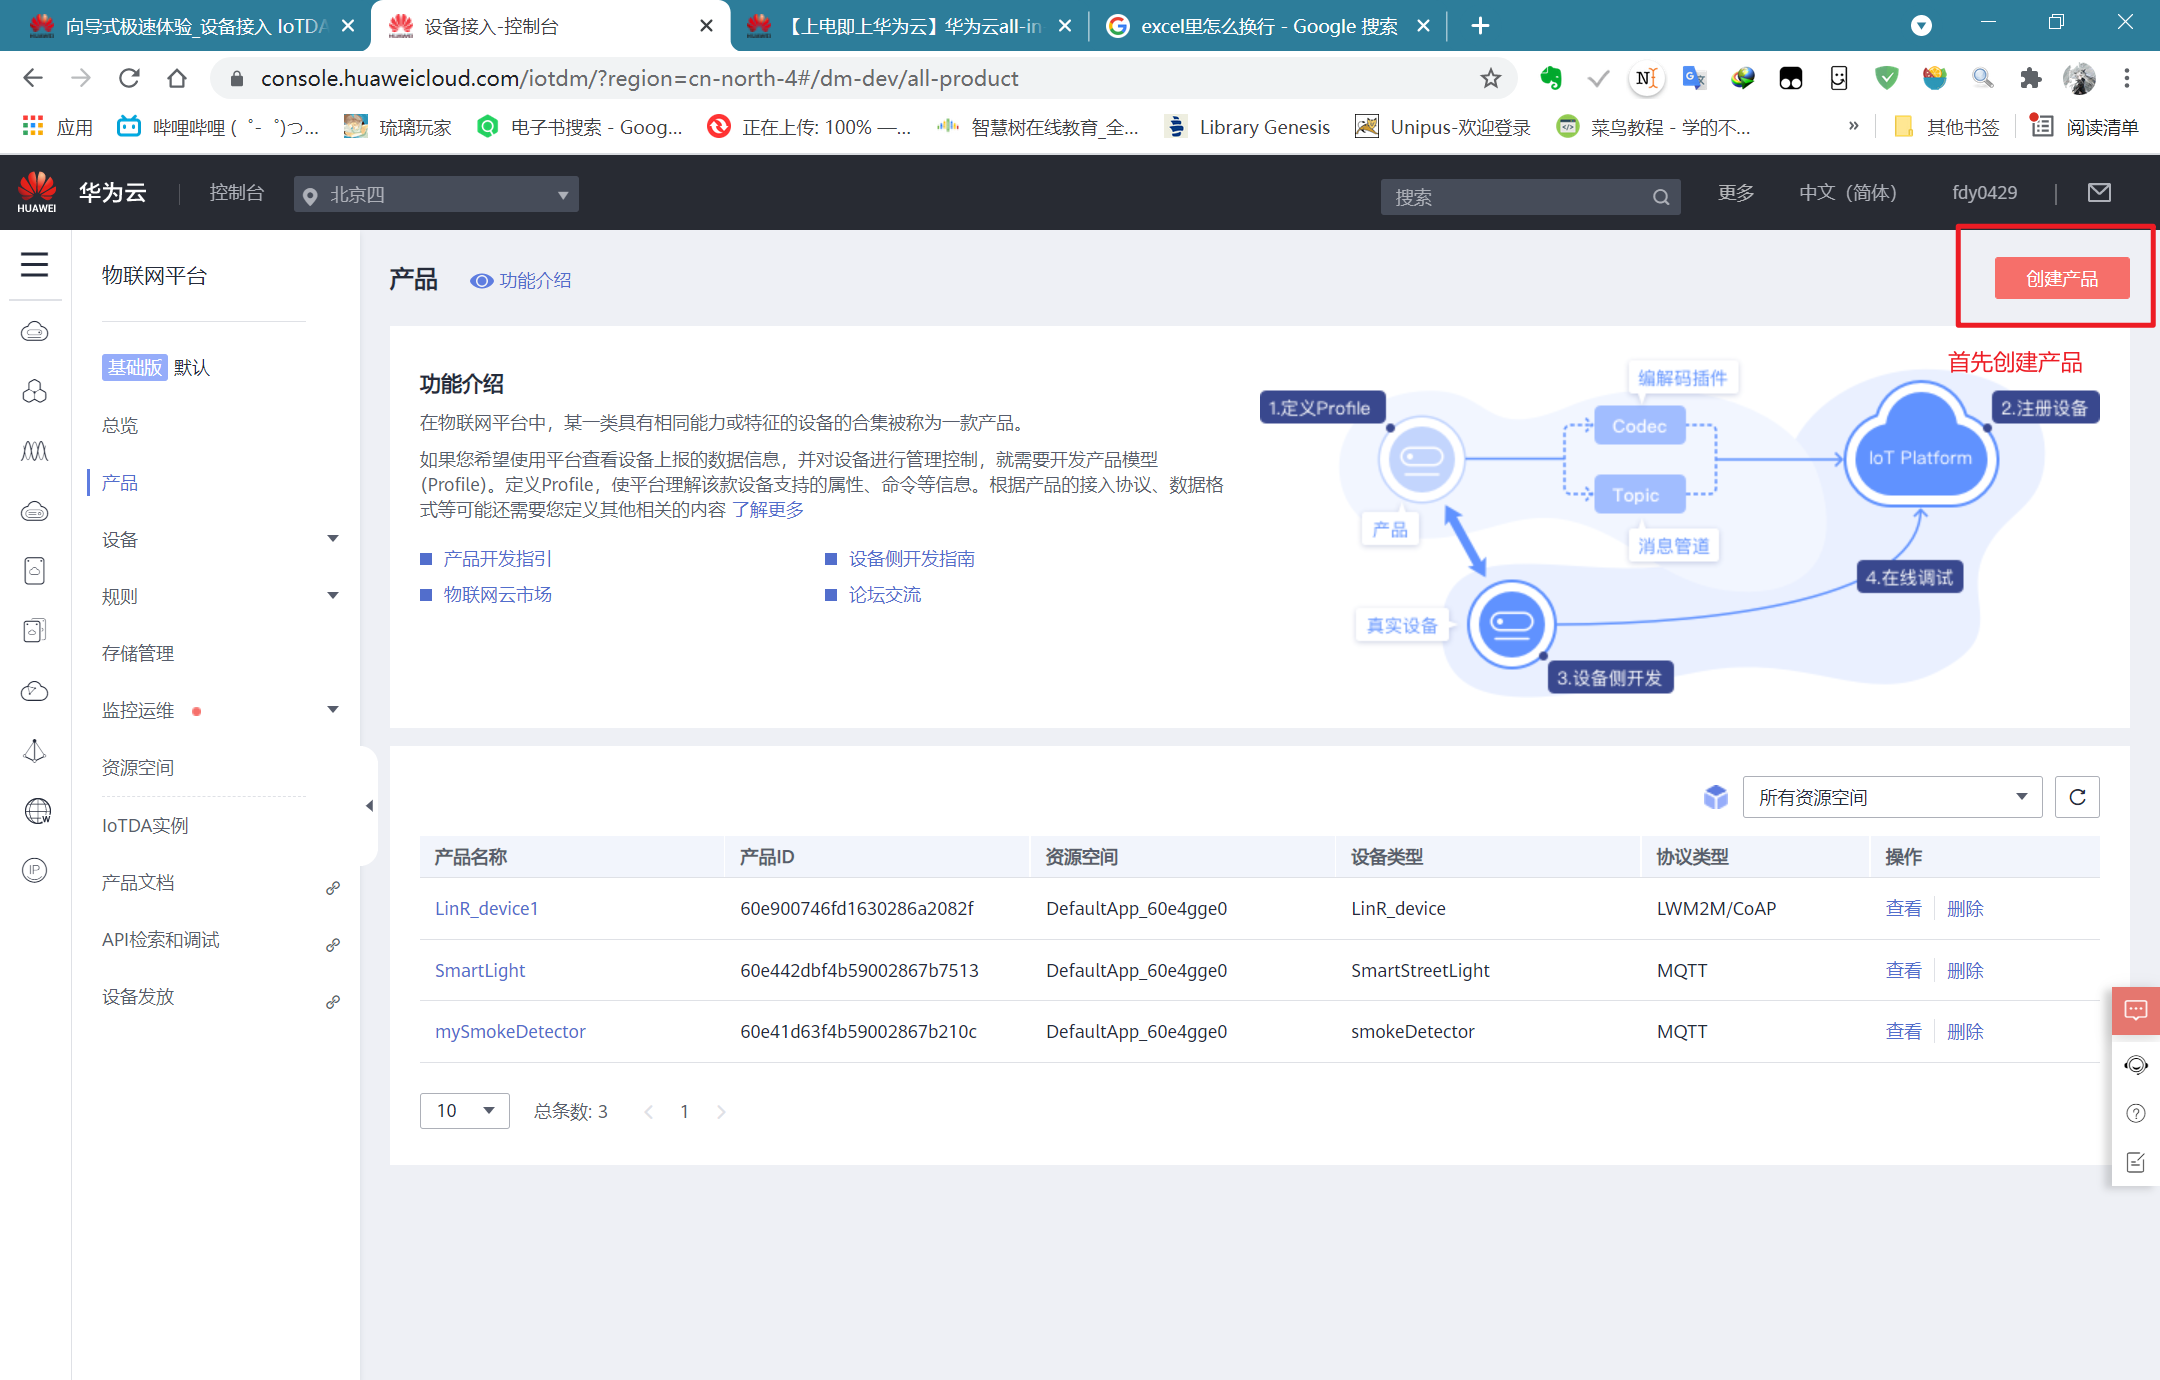 向导式极速体验_设备接入 IoTDA
设备接入-控制台
【上电即上华为云】华为云all-in
excel里怎么换行 - Google 搜索
console.huaweicloud.com/iotdm/?region=cn-north-4#/dm-dev/all-product
应用
哔哩哔哩 (゜-゜)つ...
琉璃玩家
电子书搜索 - Goog...
正在上传: 100% —...
智慧树在线教育_全...
Library Genesis
Unipus-欢迎登录
菜鸟教程 - 学的不...
»
其他书签
阅读清单
HUAWEI
华为云
控制台
北京四
搜索
更多
中文（简体）
fdy0429
物联网平台
基础版 默认
总览
产品
设备
规则
存储管理
监控运维
资源空间
IoTDA实例
产品文档
API检索和调试
设备发放
产品
功能介绍
创建产品
首先创建产品
功能介绍
在物联网平台中，某一类具有相同能力或特征的设备的合集被称为一款产品。
如果您希望使用平台查看设备上报的数据信息，并对设备进行管理控制，就需要开发产品模型
(Profile)。定义Profile，使平台理解该款设备支持的属性、命令等信息。根据产品的接入协议、数据格
式等可能还需要您定义其他相关的内容 了解更多
产品开发指引
设备侧开发指南
物联网云市场
论坛交流
1.定义Profile
编解码插件
Codec
2.注册设备
IoT Platform
Topic
产品
消息管道
4.在线调试
真实设备
3.设备侧开发
所有资源空间
产品名称 产品ID 资源空间 设备类型 协议类型 操作
LinR_device1 60e900746fd1630286a2082f DefaultApp_60e4gge0 LinR_device LWM2M/CoAP 查看 删除
SmartLight 60e442dbf4b59002867b7513 DefaultApp_60e4gge0 SmartStreetLight MQTT 查看 删除
mySmokeDetector 60e41d63f4b59002867b210c DefaultApp_60e4gge0 smokeDetector MQTT 查看 删除
10 总条数: 3 < 1 >